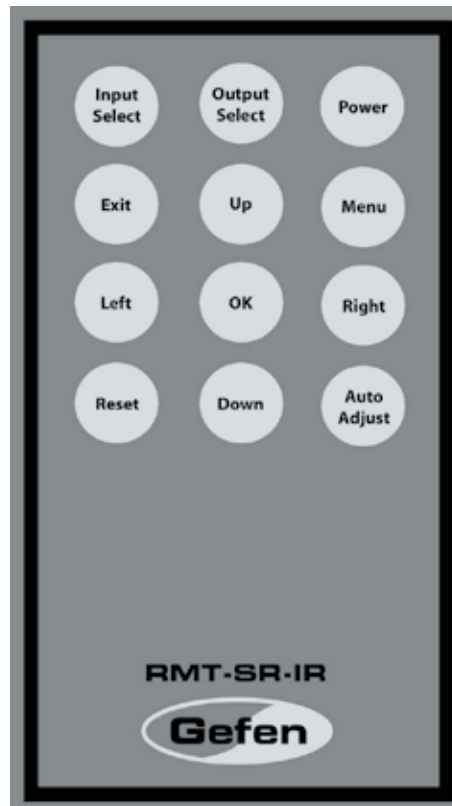 Input
Select
Output
Select
Power
Exit
Up
Menu
Left
OK
Right
Reset
Down
Auto
Adjust
RMT-SR-IR
Gefen